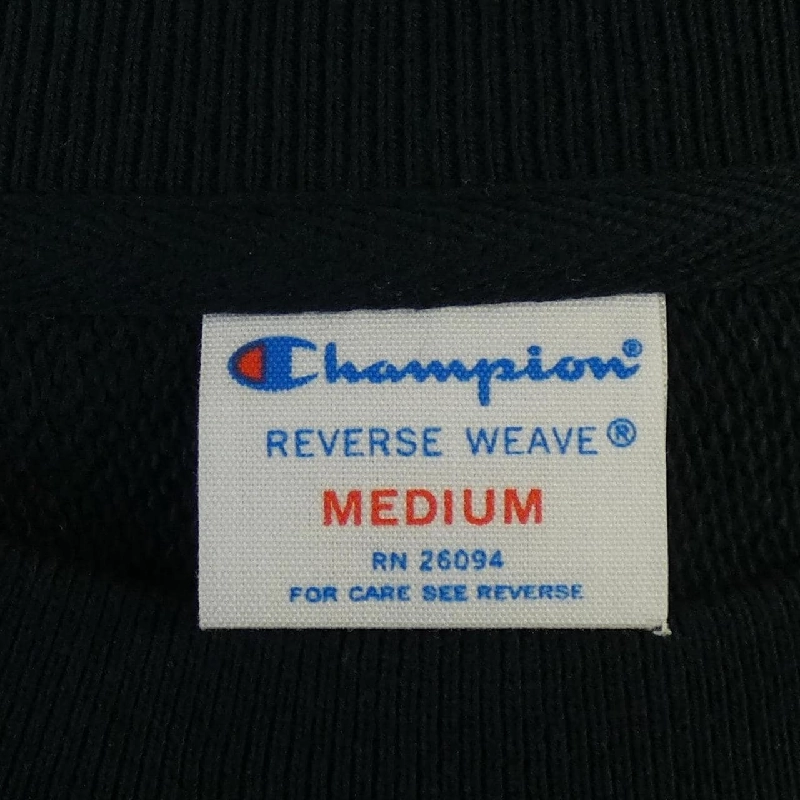 Champion®
REVERSE WEAVE®
MEDIUM
RN 26094
FOR CARE SEE REVERSE